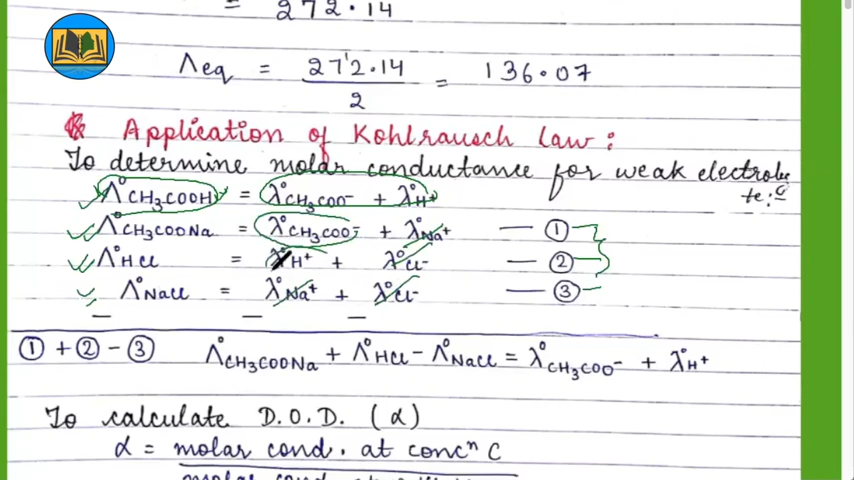 = 272.14
Λeq = 272.14 / 2 = 136.07
Application of Kohlrausch Law:
To determine molar conductance for weak electrolyte:
Λ°CH₃COOH = λ°CH₃COO⁻ + λ°H⁺
Λ°CH₃COONa = λ°CH₃COO⁻ + λ°Na⁺ — ①
Λ°HCl = λ°H⁺ + λ°Cl⁻ — ②
Λ°NaCl = λ°Na⁺ + λ°Cl⁻ — ③
① + ② − ③ Λ°CH₃COONa + Λ°HCl − Λ°NaCl = λ°CH₃COO⁻ + λ°H⁺
To calculate D.O.D. (α)
α = molar cond. at concⁿ C